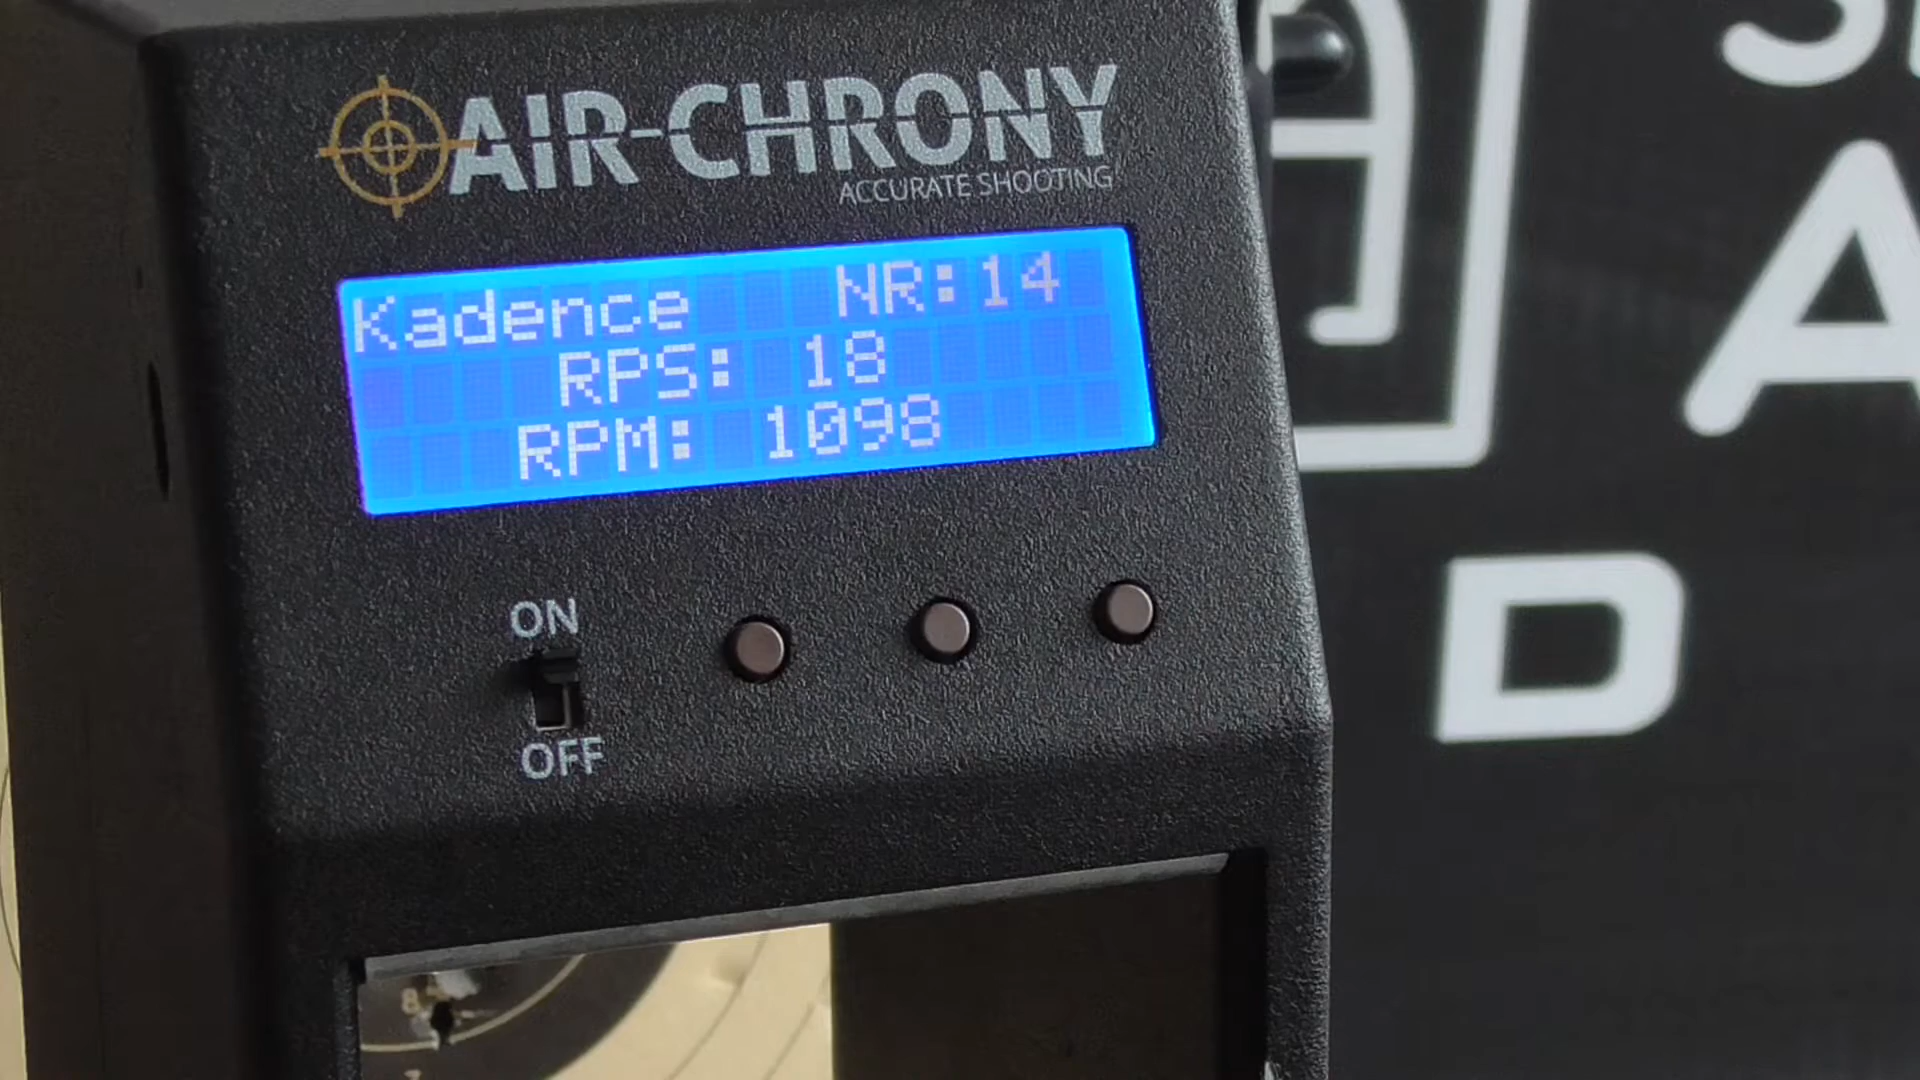 AIR-CHRONY
ACCURATE SHOOTING
Kadence NR:14
RPS: 18
RPM: 1098
ON
OFF
D